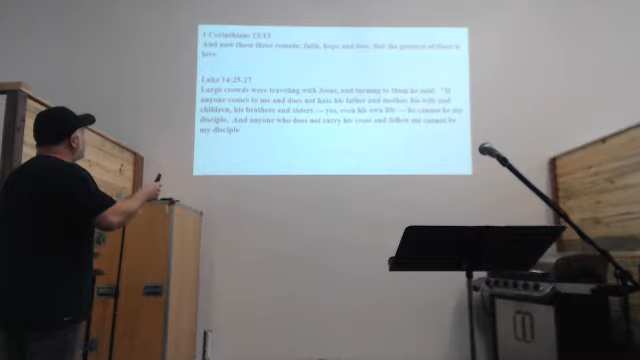 1 Corinthians 13:13
And now these three remain: faith, hope and love. But the greatest of these is
love
Luke 14:25-27
Large crowds were traveling with Jesus, and turning to them he said: "If
anyone comes to me and does not hate his father and mother, his wife and
children, his brothers and sisters — yes, even his own life — he cannot be my
disciple. And anyone who does not carry his cross and follow me cannot be
my disciple